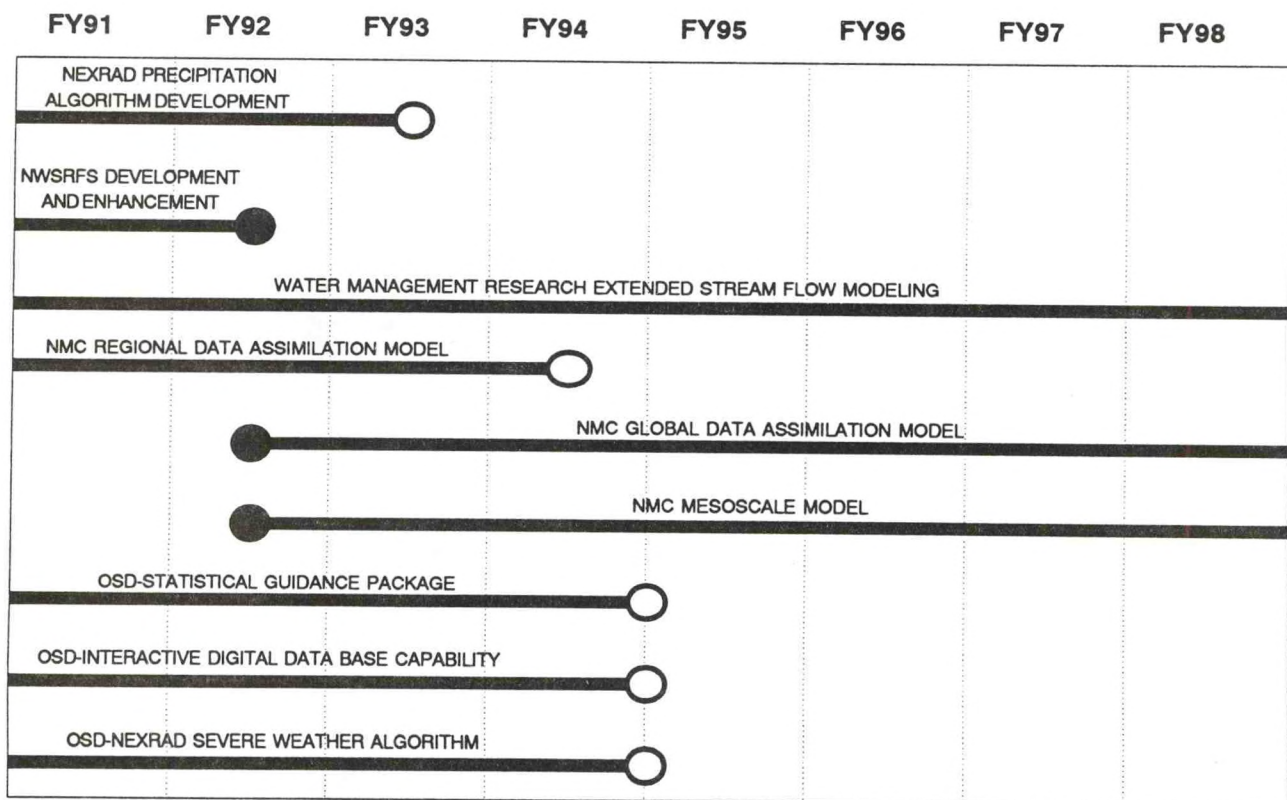 FY91 FY92 FY93 FY94 FY95 FY96 FY97 FY98
NEXRAD PRECIPITATION
ALGORITHM DEVELOPMENT
NWSRFS DEVELOPMENT
AND ENHANCEMENT
WATER MANAGEMENT RESEARCH EXTENDED STREAM FLOW MODELING
NMC REGIONAL DATA ASSIMILATION MODEL
NMC GLOBAL DATA ASSIMILATION MODEL
NMC MESOSCALE MODEL
OSD-STATISTICAL GUIDANCE PACKAGE
OSD-INTERACTIVE DIGITAL DATA BASE CAPABILITY
OSD-NEXRAD SEVERE WEATHER ALGORITHM